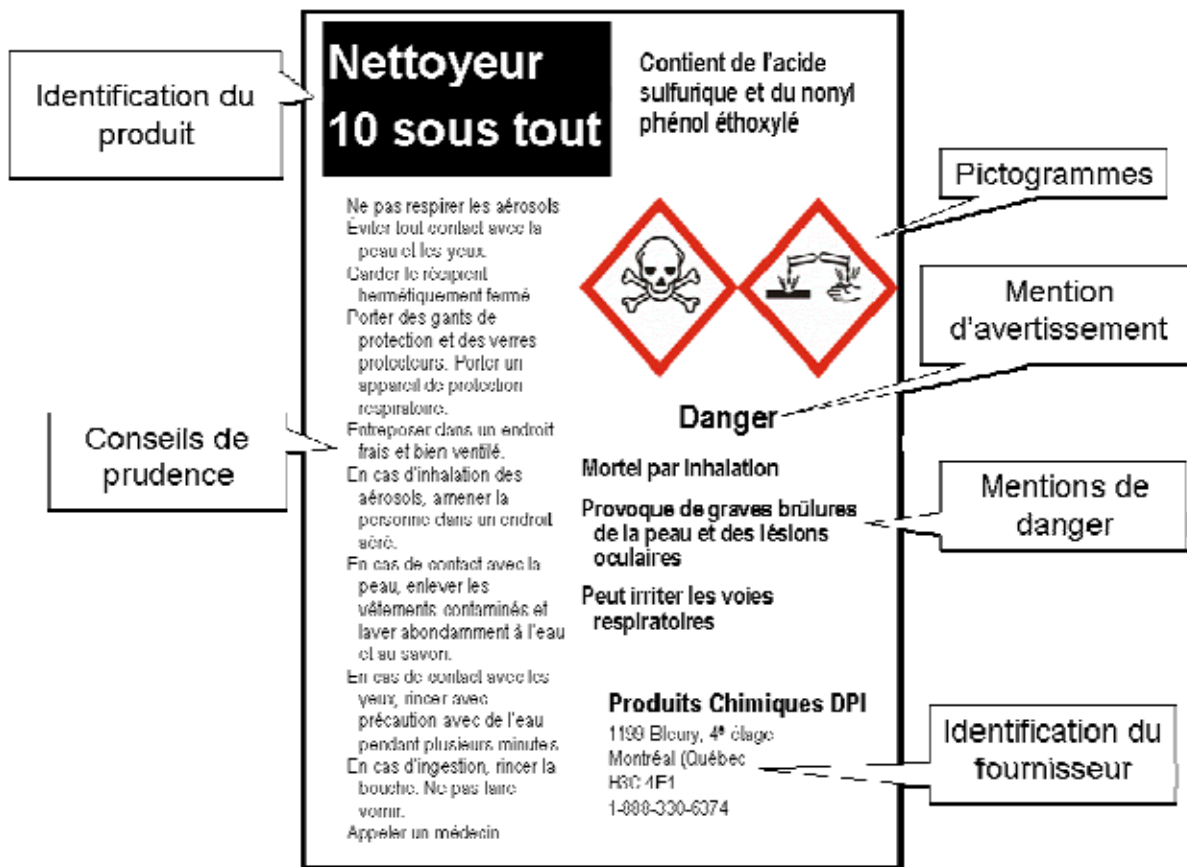 Identification du
produit
Nettoyeur
10 sous tout
Contient de l'acide
sulfurique et du nonyl
phénol éthoxylé
Pictogrammes
Mention
d'avertissement
Ne pas respirer les aérosols
Éviter tout contact avec la
peau et les yeux.
Garder le récipient
hermétiquement fermé
Porter des gants de
protection et des verres
protecteurs. Porter un
appareil de protection
respiratoire.
Entreposer dans un endroit
frais et bien ventilé.
En cas d'inhalation des
aérosols, amener la
personne dans un endroit
aéré.
En cas de contact avec la
peau, enlever les
vêtements contaminés et
laver abondamment à l'eau
et au savon.
En cas de contact avec les
yeux, rincer avec
précaution avec de l'eau
pendant plusieurs minutes
En cas d'ingestion, rincer la
bouche. Ne pas faire
vomir.
Appeler un médecin
Conseils de
prudence
Danger
Mortel par inhalation
Provoque de graves brûlures
de la peau et des lésions
oculaires
Peut irriter les voies
respiratoires
Mentions de
danger
Produits Chimiques DPI
1199 Bleury, 4e étage
Montréal (Québec
H3C 4E1
1-888-330-6374
Identification du
fournisseur